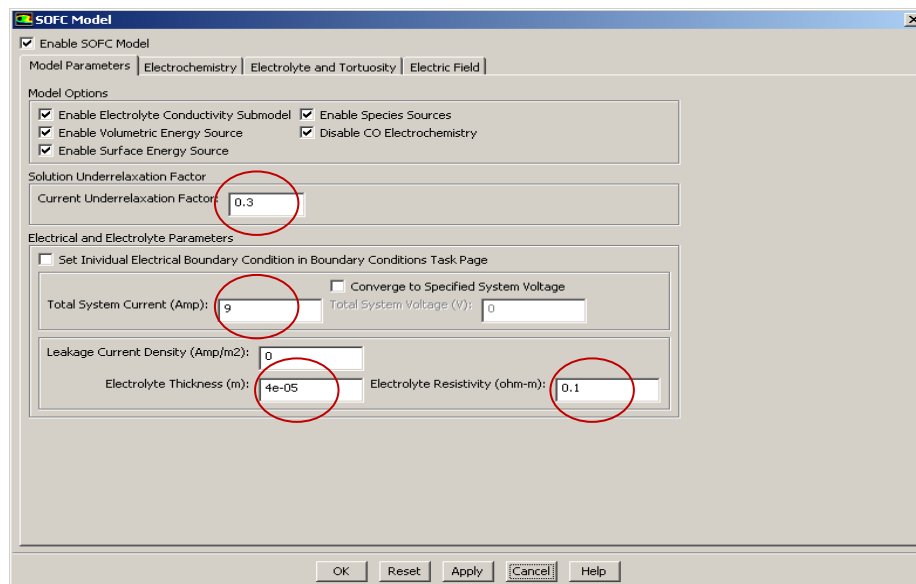 SOFC Model
Enable SOFC Model
Model Parameters Electrochemistry Electrolyte and Tortuosity Electric Field
Model Options
Enable Electrolyte Conductivity Submodel Enable Species Sources
Enable Volumetric Energy Source Disable CO Electrochemistry
Enable Surface Energy Source
Solution Underrelaxation Factor
Current Underrelaxation Factor: 0.3
Electrical and Electrolyte Parameters
Set Inividual Electrical Boundary Condition in Boundary Conditions Task Page
Converge to Specified System Voltage
Total System Current (Amp): 9 Total System Voltage (V): 0
Leakage Current Density (Amp/m2): 0
Electrolyte Thickness (m): 4e-05 Electrolyte Resistivity (ohm-m): 0.1
OK Reset Apply Cancel Help